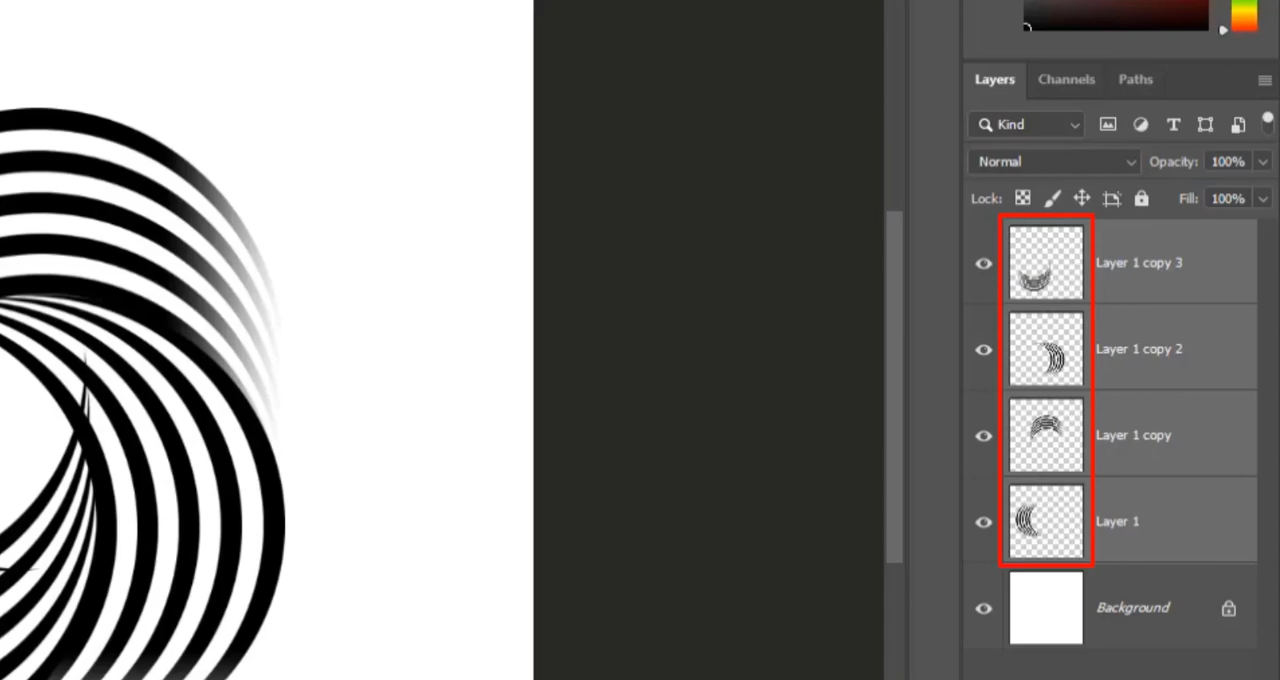 Layers Channels Paths
Kind
Normal Opacity: 100%
Lock: Fill: 100%
Layer 1 copy 3
Layer 1 copy 2
Layer 1 copy
Layer 1
Background